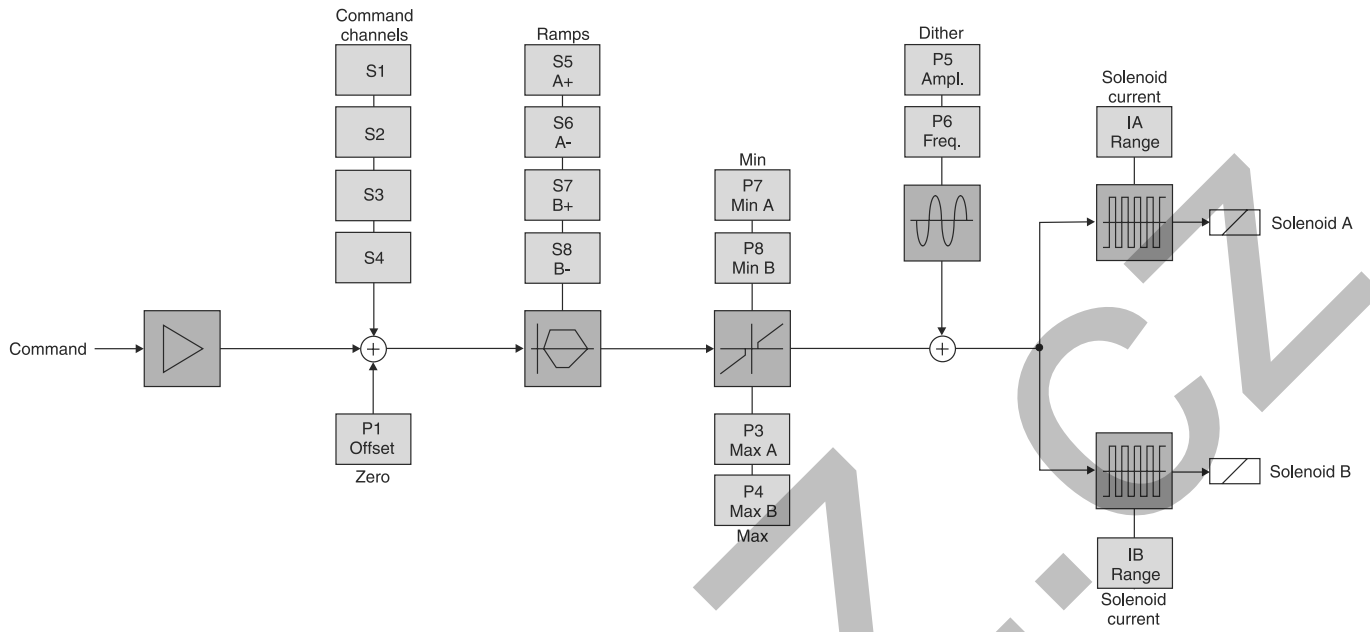 Command
channels
S1
S2
S3
S4
Ramps
S5
A+
S6
A-
S7
B+
S8
B-
Min
P7
Min A
P8
Min B
Dither
P5
Ampl.
P6
Freq.
Solenoid
current
IA
Range
Solenoid A
Command
P1
Offset
Zero
P3
Max A
P4
Max B
Max
Solenoid B
IB
Range
Solenoid
current